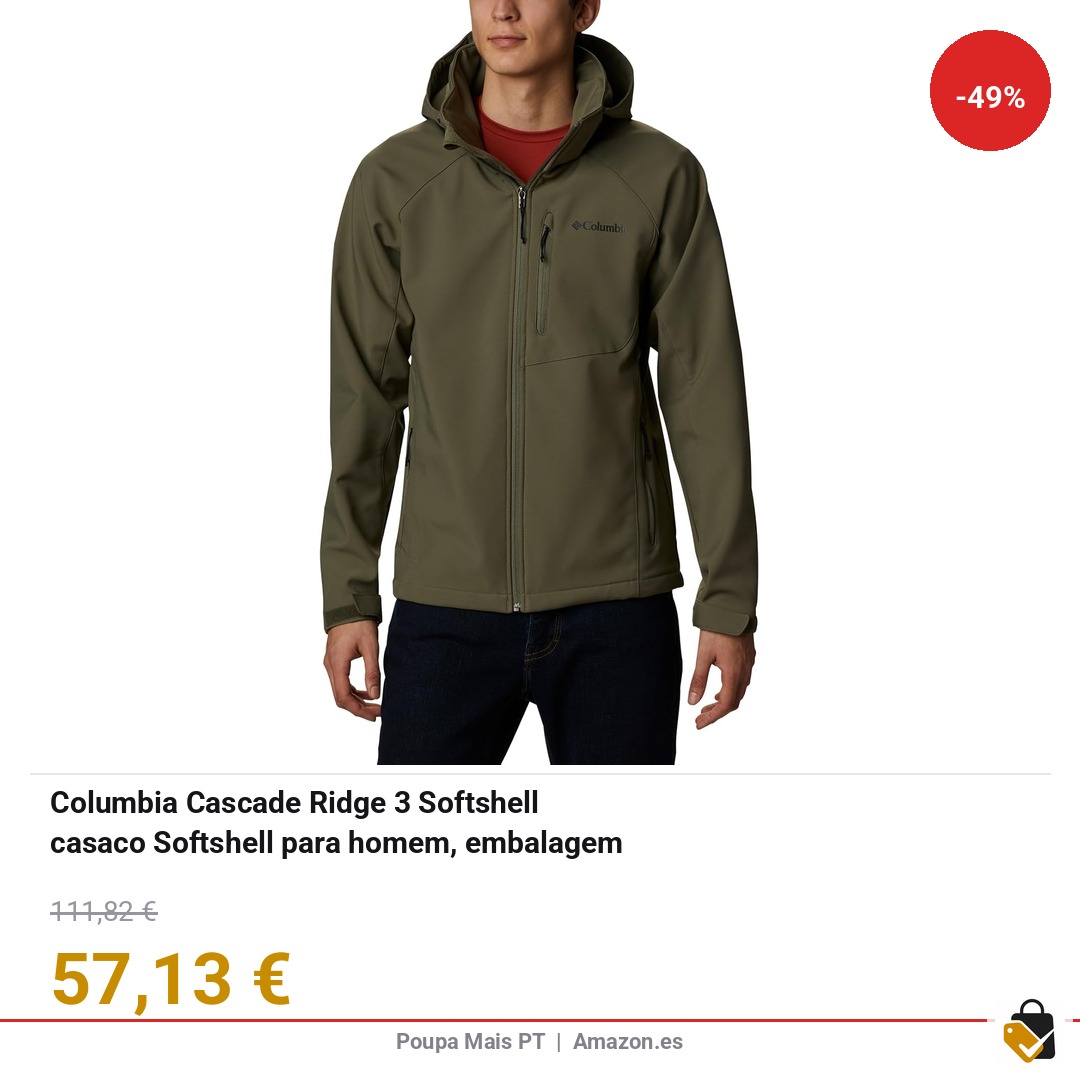 -49%
Columbia Cascade Ridge 3 Softshell
casaco Softshell para homem, embalagem
111,82 €
57,13 €
Poupa Mais PT | Amazon.es